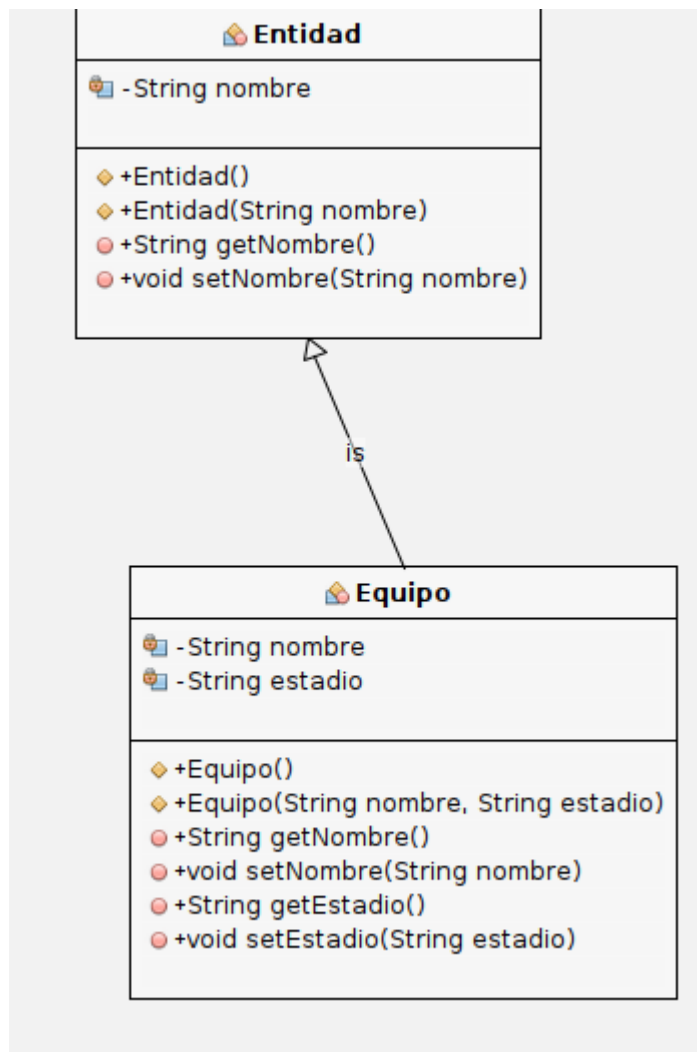 Entidad
-String nombre
+Entidad()
+Entidad(String nombre)
+String getNombre()
+void setNombre(String nombre)
is
Equipo
-String nombre
-String estadio
+Equipo()
+Equipo(String nombre, String estadio)
+String getNombre()
+void setNombre(String nombre)
+String getEstadio()
+void setEstadio(String estadio)